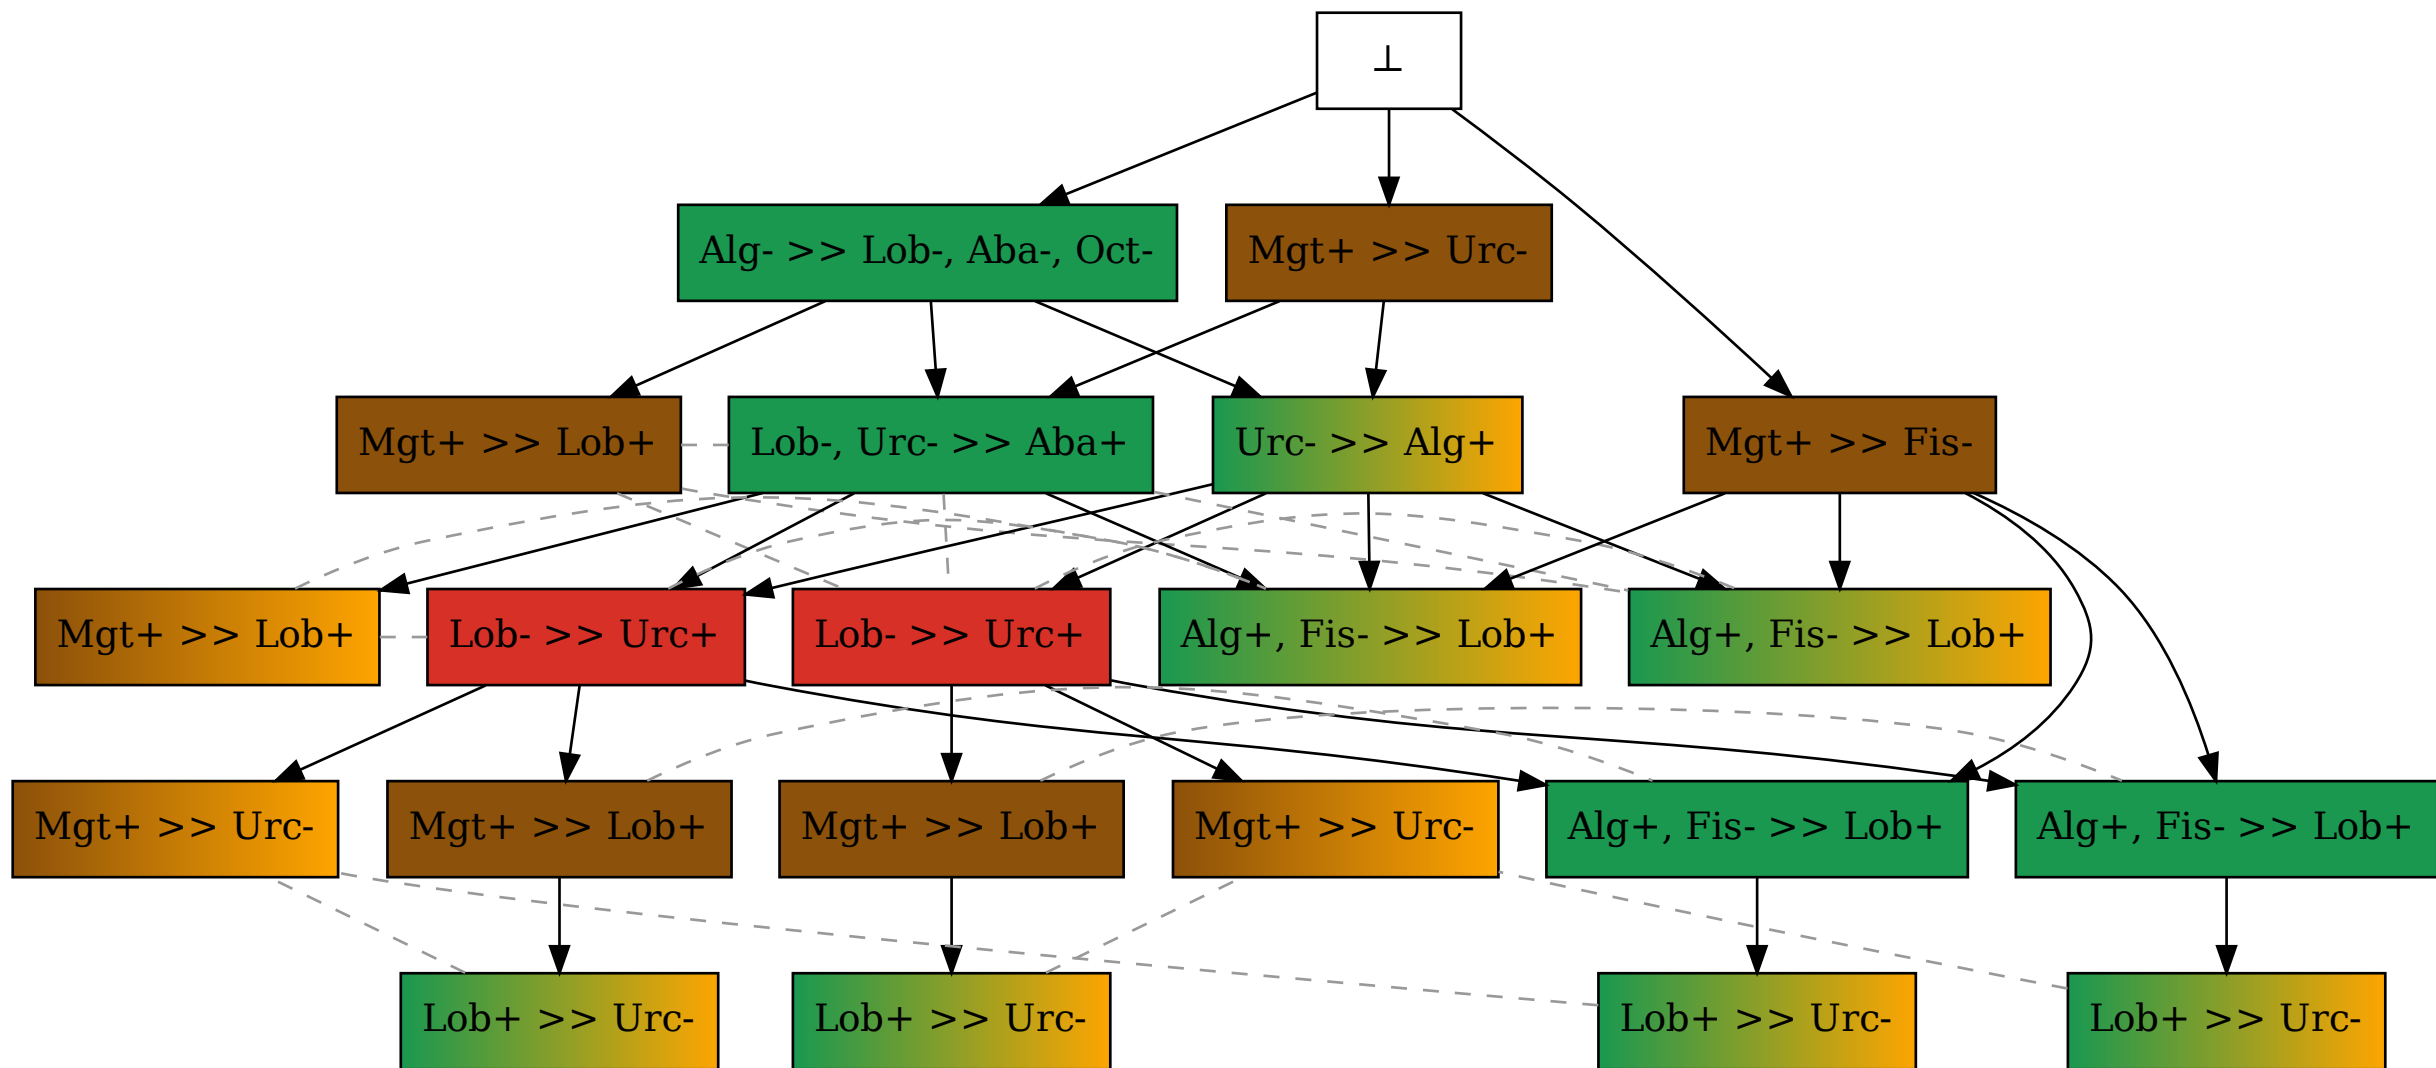 ⊥
Alg- >> Lob-, Aba-, Oct-
Mgt+ >> Urc-
Mgt+ >> Lob+
Lob-, Urc- >> Aba+
Urc- >> Alg+
Mgt+ >> Fis-
Mgt+ >> Lob+
Lob- >> Urc+
Lob- >> Urc+
Alg+, Fis- >> Lob+
Alg+, Fis- >> Lob+
Mgt+ >> Urc-
Mgt+ >> Lob+
Mgt+ >> Lob+
Mgt+ >> Urc-
Alg+, Fis- >> Lob+
Alg+, Fis- >> Lob+
Lob+ >> Urc-
Lob+ >> Urc-
Lob+ >> Urc-
Lob+ >> Urc-